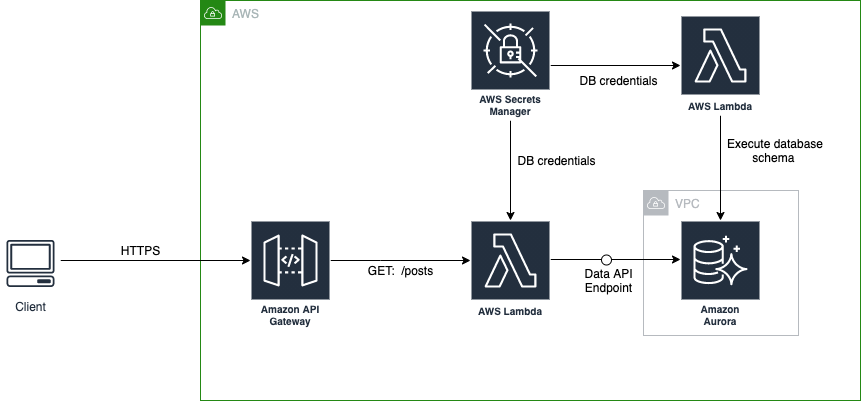 AWS
AWS Secrets
Manager
DB credentials
AWS Lambda
DB credentials
Execute database
schema
VPC
Client
HTTPS
Amazon API
Gateway
GET: /posts
AWS Lambda
Data API
Endpoint
Amazon
Aurora